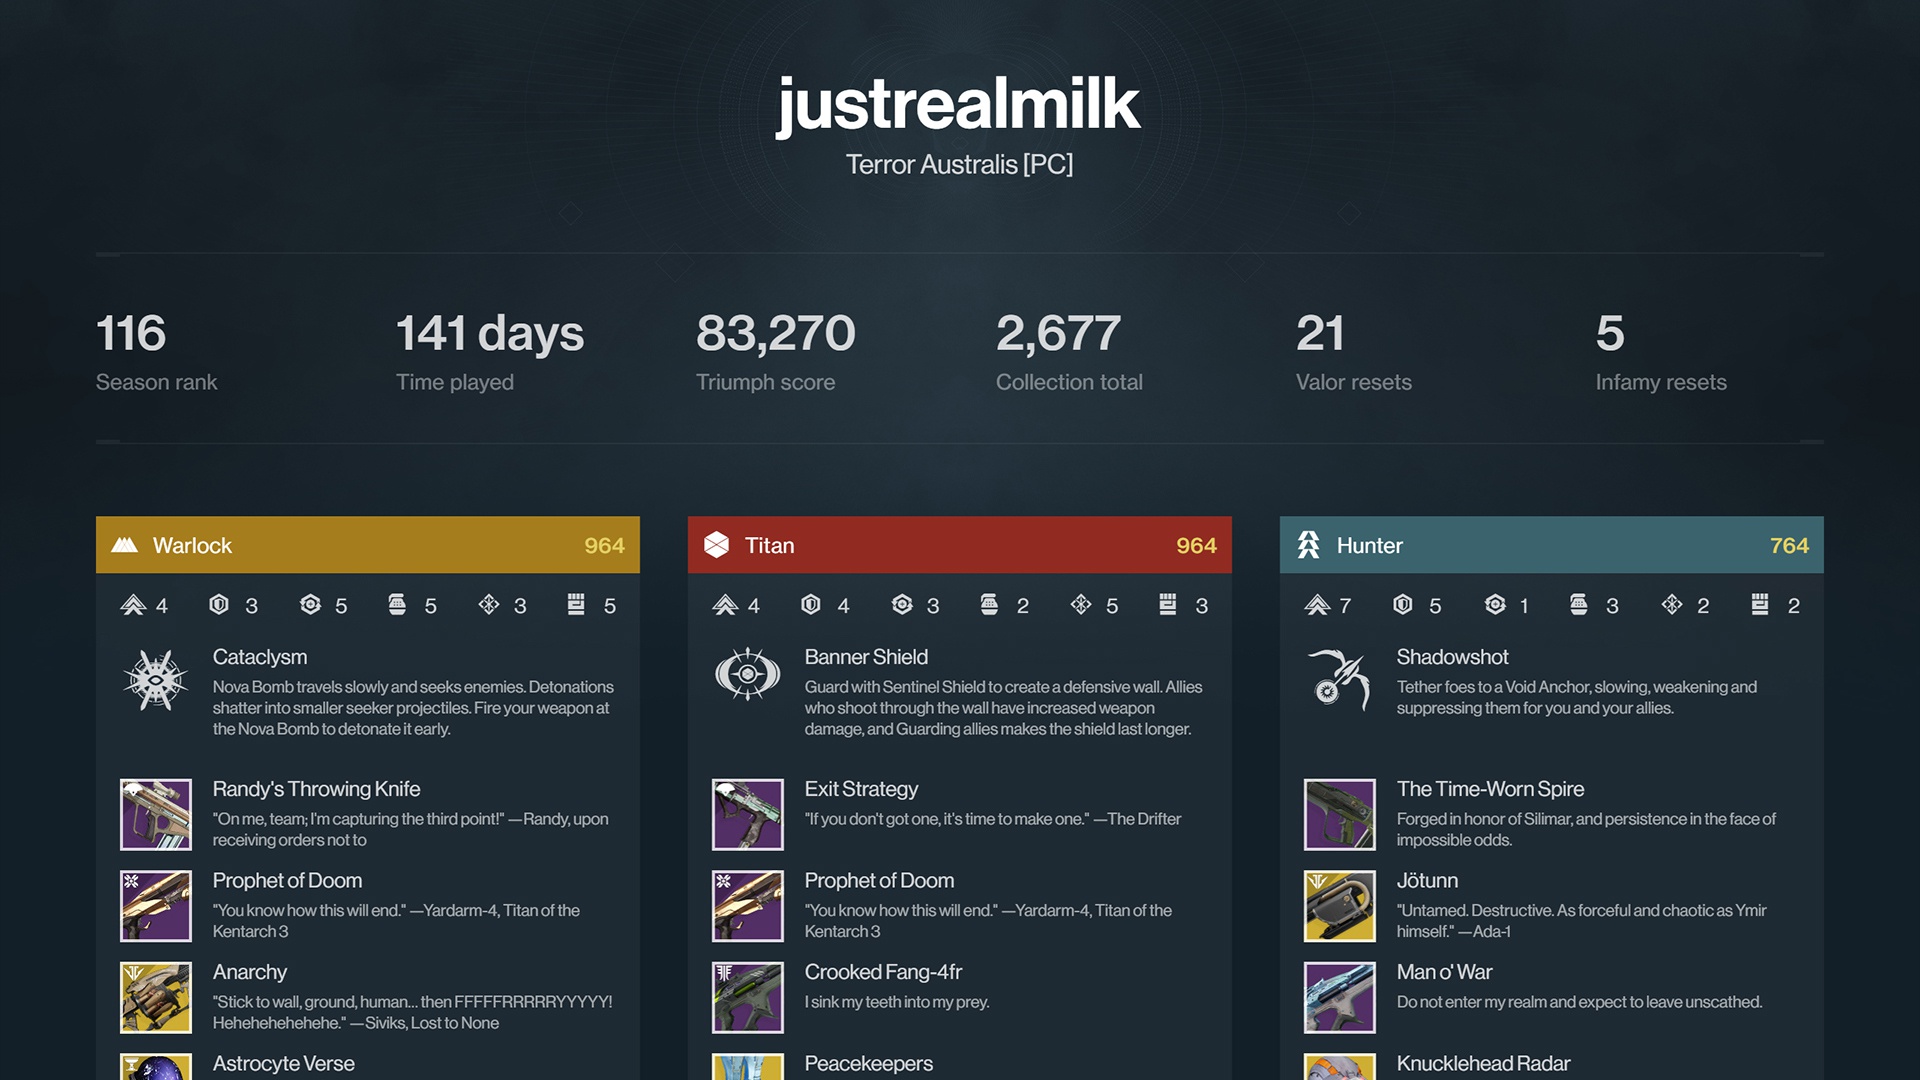 justrealmilk
Terror Australis [PC]
116
Season rank
141 days
Time played
83,270
Triumph score
2,677
Collection total
21
Valor resets
5
Infamy resets
Warlock 964
4 3 5 5 3 5
Cataclysm
Nova Bomb travels slowly and seeks enemies. Detonations
shatter into smaller seeker projectiles. Fire your weapon at
the Nova Bomb to detonate it early.
Randy's Throwing Knife
"On me, team; I'm capturing the third point!" —Randy, upon
receiving orders not to
Prophet of Doom
"You know how this will end." —Yardarm-4, Titan of the
Kentarch 3
Anarchy
"Stick to wall, ground, human... then FFFFFRRRRRYYYYY!
Hehehehehehehe." —Siviks, Lost to None
Astrocyte Verse
Titan 964
4 4 3 2 5 3
Banner Shield
Guard with Sentinel Shield to create a defensive wall. Allies
who shoot through the wall have increased weapon
damage, and Guarding allies makes the shield last longer.
Exit Strategy
"If you don't got one, it's time to make one." —The Drifter
Prophet of Doom
"You know how this will end." —Yardarm-4, Titan of the
Kentarch 3
Crooked Fang-4fr
I sink my teeth into my prey.
Peacekeepers
Hunter 764
7 5 1 3 2 2
Shadowshot
Tether foes to a Void Anchor, slowing, weakening and
suppressing them for you and your allies.
The Time-Worn Spire
Forged in honor of Silimar, and persistence in the face of
impossible odds.
Jötunn
"Untamed. Destructive. As forceful and chaotic as Ymir
himself." —Ada-1
Man o' War
Do not enter my realm and expect to leave unscathed.
Knucklehead Radar